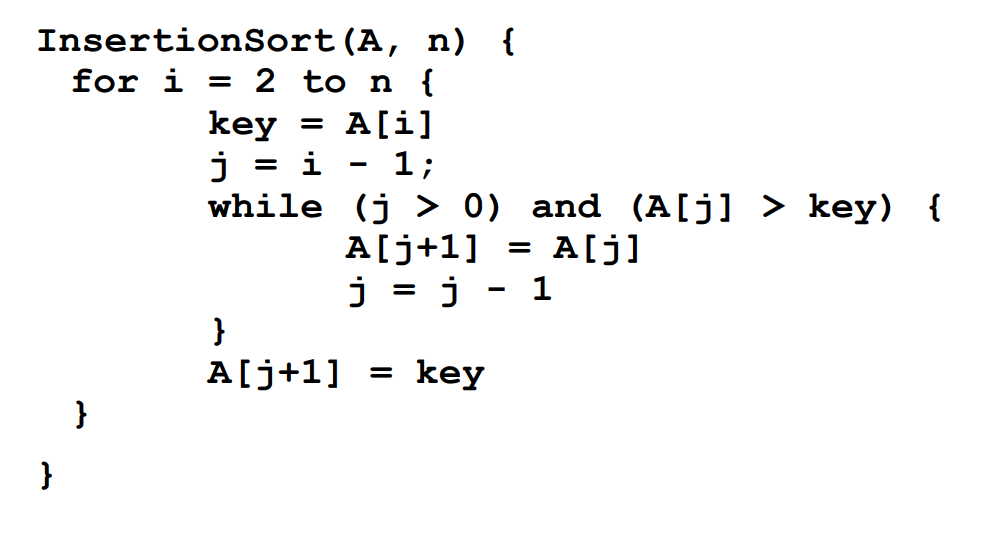 InsertionSort(A, n) {
  for i = 2 to n {
          key = A[i]
          j = i - 1;
          while (j > 0) and (A[j] > key) {
                  A[j+1] = A[j]
                  j = j - 1
          }
          A[j+1] = key
  }
}